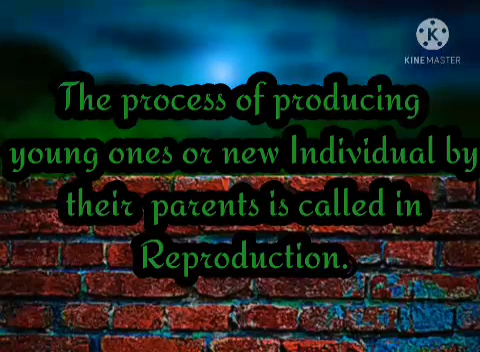 KINEMASTER
The process of producing
young ones or new Individual by
their parents is called in
Reproduction.